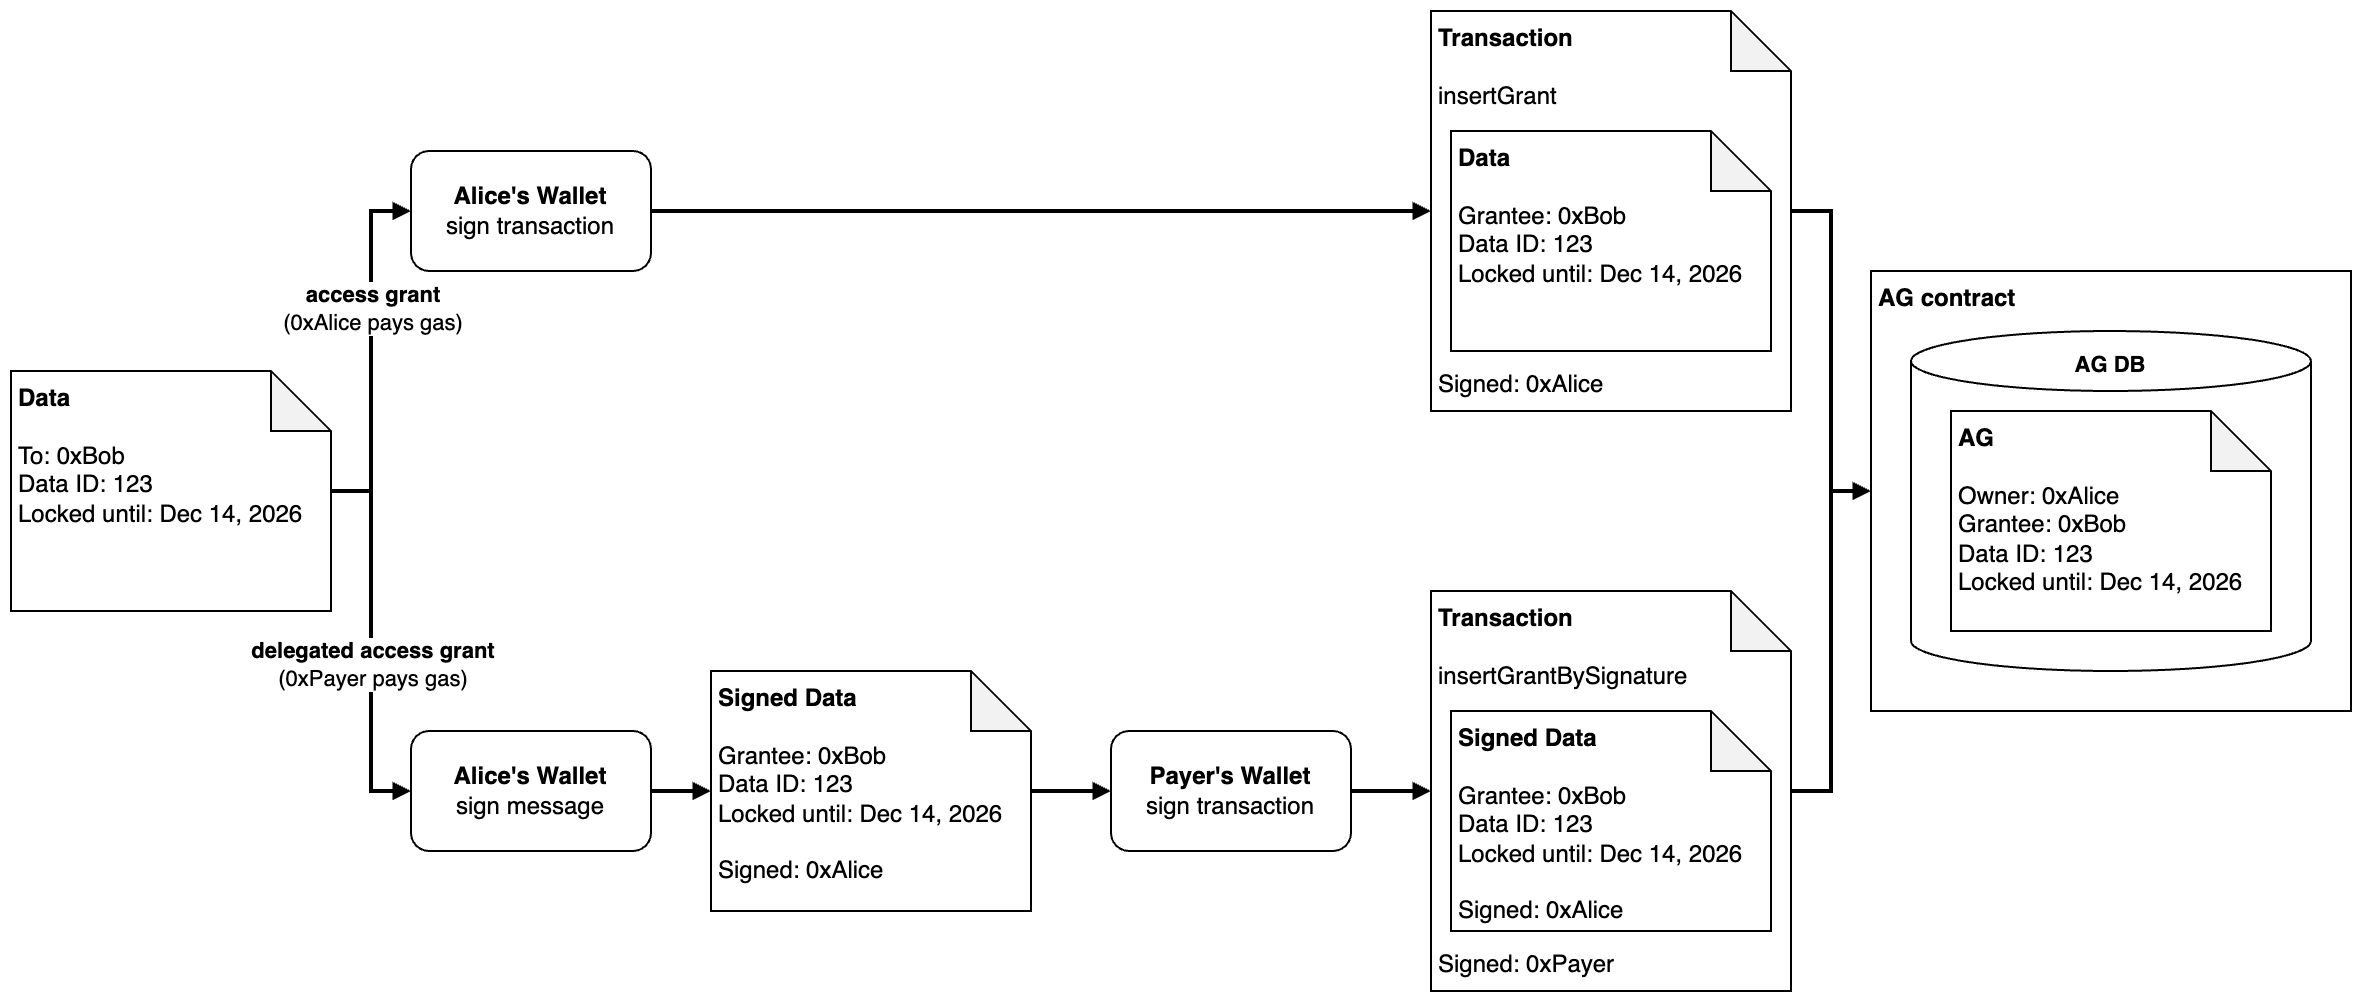 Data
To: 0xBob
Data ID: 123
Locked until: Dec 14, 2026
access grant
(0xAlice pays gas)
Alice's Wallet
sign transaction
Transaction
insertGrant
Data
Grantee: 0xBob
Data ID: 123
Locked until: Dec 14, 2026
Signed: 0xAlice
delegated access grant
(0xPayer pays gas)
Alice's Wallet
sign message
Signed Data
Grantee: 0xBob
Data ID: 123
Locked until: Dec 14, 2026
Signed: 0xAlice
Payer's Wallet
sign transaction
Transaction
insertGrantBySignature
Signed Data
Grantee: 0xBob
Data ID: 123
Locked until: Dec 14, 2026
Signed: 0xAlice
Signed: 0xPayer
AG contract
AG DB
AG
Owner: 0xAlice
Grantee: 0xBob
Data ID: 123
Locked until: Dec 14, 2026